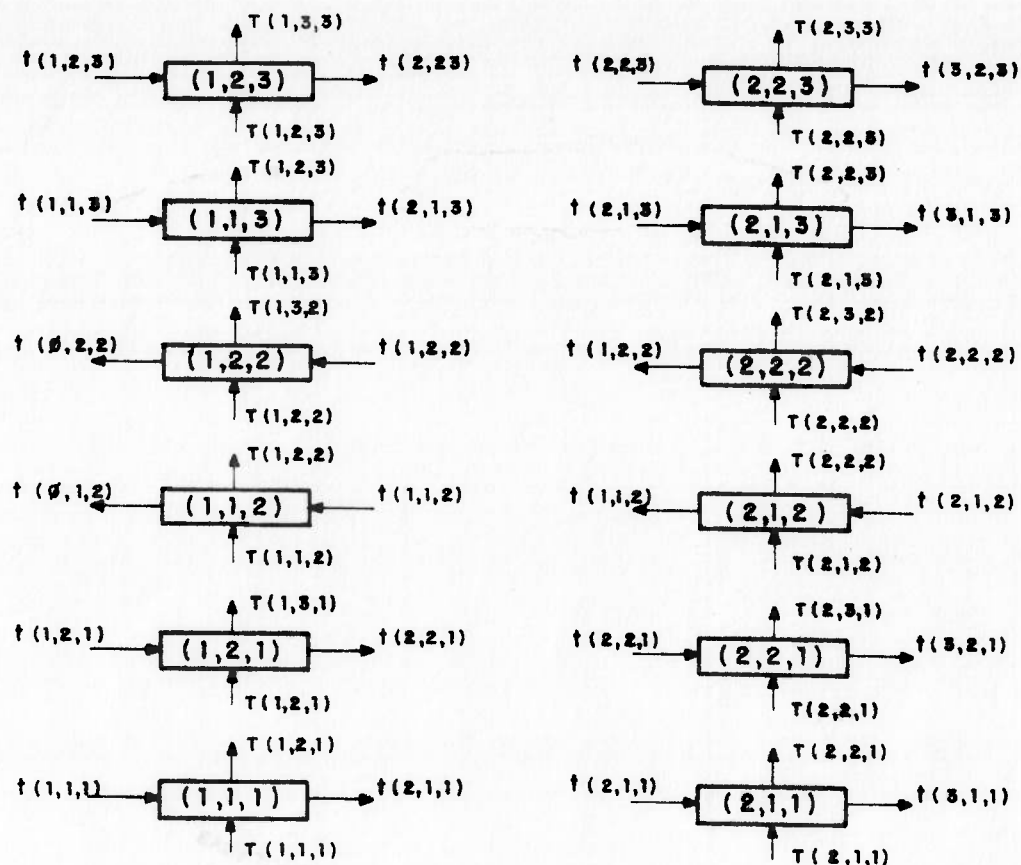 T(1,3,3) T(2,3,3)
t(1,2,3) (1,2,3) t(2,23) t(2,2,3) (2,2,3) t(3,2,3)
T(1,2,3) T(2,2,3)
T(1,2,3) T(2,2,3)
t(1,1,3) (1,1,3) t(2,1,3) t(2,1,3) (2,1,3) t(3,1,3)
T(1,1,3) T(2,1,3)
T(1,3,2) T(2,3,2)
t(Ø,2,2) (1,2,2) t(1,2,2) t(1,2,2) (2,2,2) t(2,2,2)
T(1,2,2) T(2,2,2)
T(1,2,2) T(2,2,2)
t(Ø,1,2) (1,1,2) t(1,1,2) t(1,1,2) (2,1,2) t(2,1,2)
T(1,1,2) T(2,1,2)
T(1,3,1) T(2,3,1)
t(1,2,1) (1,2,1) t(2,2,1) t(2,2,1) (2,2,1) t(3,2,1)
T(1,2,1) T(2,2,1)
T(1,2,1) T(2,2,1)
t(1,1,1) (1,1,1) t(2,1,1) t(2,1,1) (2,1,1) t(3,1,1)
T(1,1,1) T(2,1,1)